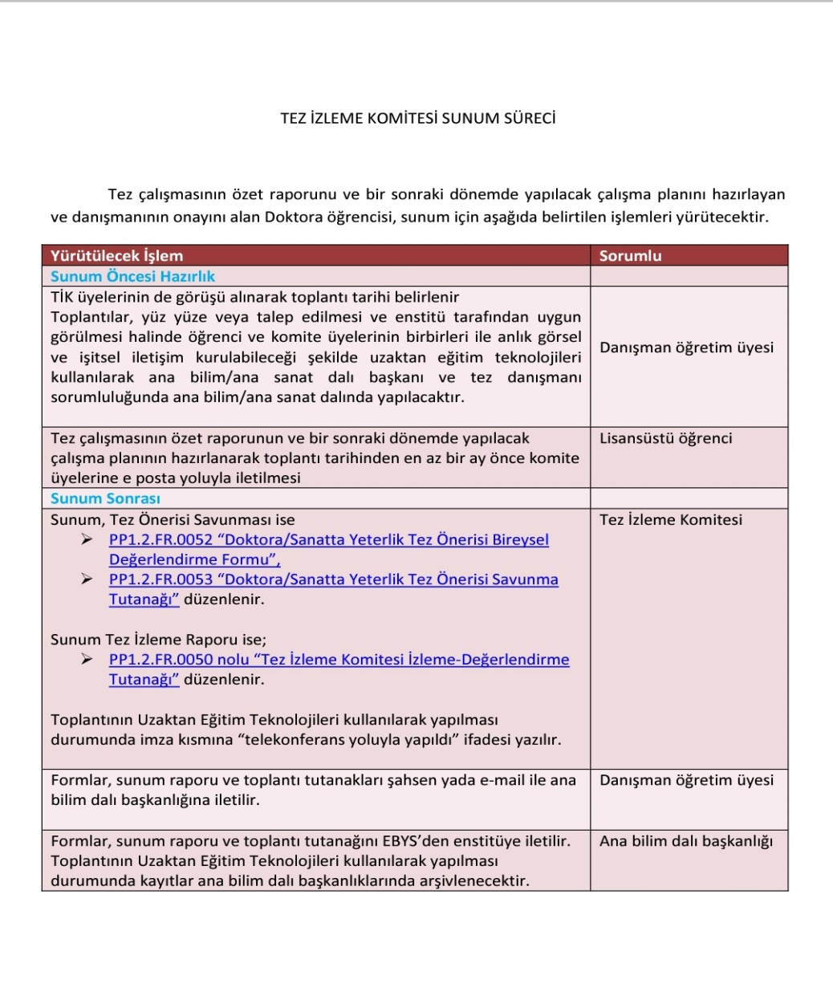 TEZ İZLEME KOMİTESİ SUNUM SÜRECİ
Tez çalışmasının özet raporunu ve bir sonraki dönemde yapılacak çalışma planını hazırlayan
ve danışmanının onayını alan Doktora öğrencisi, sunum için aşağıda belirtilen işlemleri yürütecektir.
Yürütülecek İşlem
Sorumlu
Sunum Öncesi Hazırlık
TİK üyelerinin de görüşü alınarak toplantı tarihi belirlenir
Toplantılar, yüz yüze veya talep edilmesi ve enstitü tarafından uygun
görülmesi halinde öğrenci ve komite üyelerinin birbirleri ile anlık görsel
ve işitsel iletişim kurulabileceği şekilde uzaktan eğitim teknolojileri
kullanılarak ana bilim/ana sanat dalı başkanı ve tez danışmanı
sorumluluğunda ana bilim/ana sanat dalında yapılacaktır.
Danışman öğretim üyesi
Tez çalışmasının özet raporunun ve bir sonraki dönemde yapılacak
çalışma planının hazırlanarak toplantı tarihinden en az bir ay önce komite
üyelerine e posta yoluyla iletilmesi
Lisansüstü öğrenci
Sunum Sonrası
Sunum, Tez Önerisi Savunması ise
➢ PP1.2.FR.0052 “Doktora/Sanatta Yeterlik Tez Önerisi Bireysel
Değerlendirme Formu”,
➢ PP1.2.FR.0053 “Doktora/Sanatta Yeterlik Tez Önerisi Savunma
Tutanağı” düzenlenir.
Sunum Tez İzleme Raporu ise;
➢ PP1.2.FR.0050 nolu “Tez İzleme Komitesi İzleme-Değerlendirme
Tutanağı” düzenlenir.
Toplantının Uzaktan Eğitim Teknolojileri kullanılarak yapılması
durumunda imza kısmına “telekonferans yoluyla yapıldı” ifadesi yazılır.
Tez İzleme Komitesi
Formlar, sunum raporu ve toplantı tutanakları şahsen yada e-mail ile ana
bilim dalı başkanlığına iletilir.
Danışman öğretim üyesi
Formlar, sunum raporu ve toplantı tutanağını EBYS’den enstitüye iletilir.
Toplantının Uzaktan Eğitim Teknolojileri kullanılarak yapılması
durumunda kayıtlar ana bilim dalı başkanlıklarında arşivlenecektir.
Ana bilim dalı başkanlığı